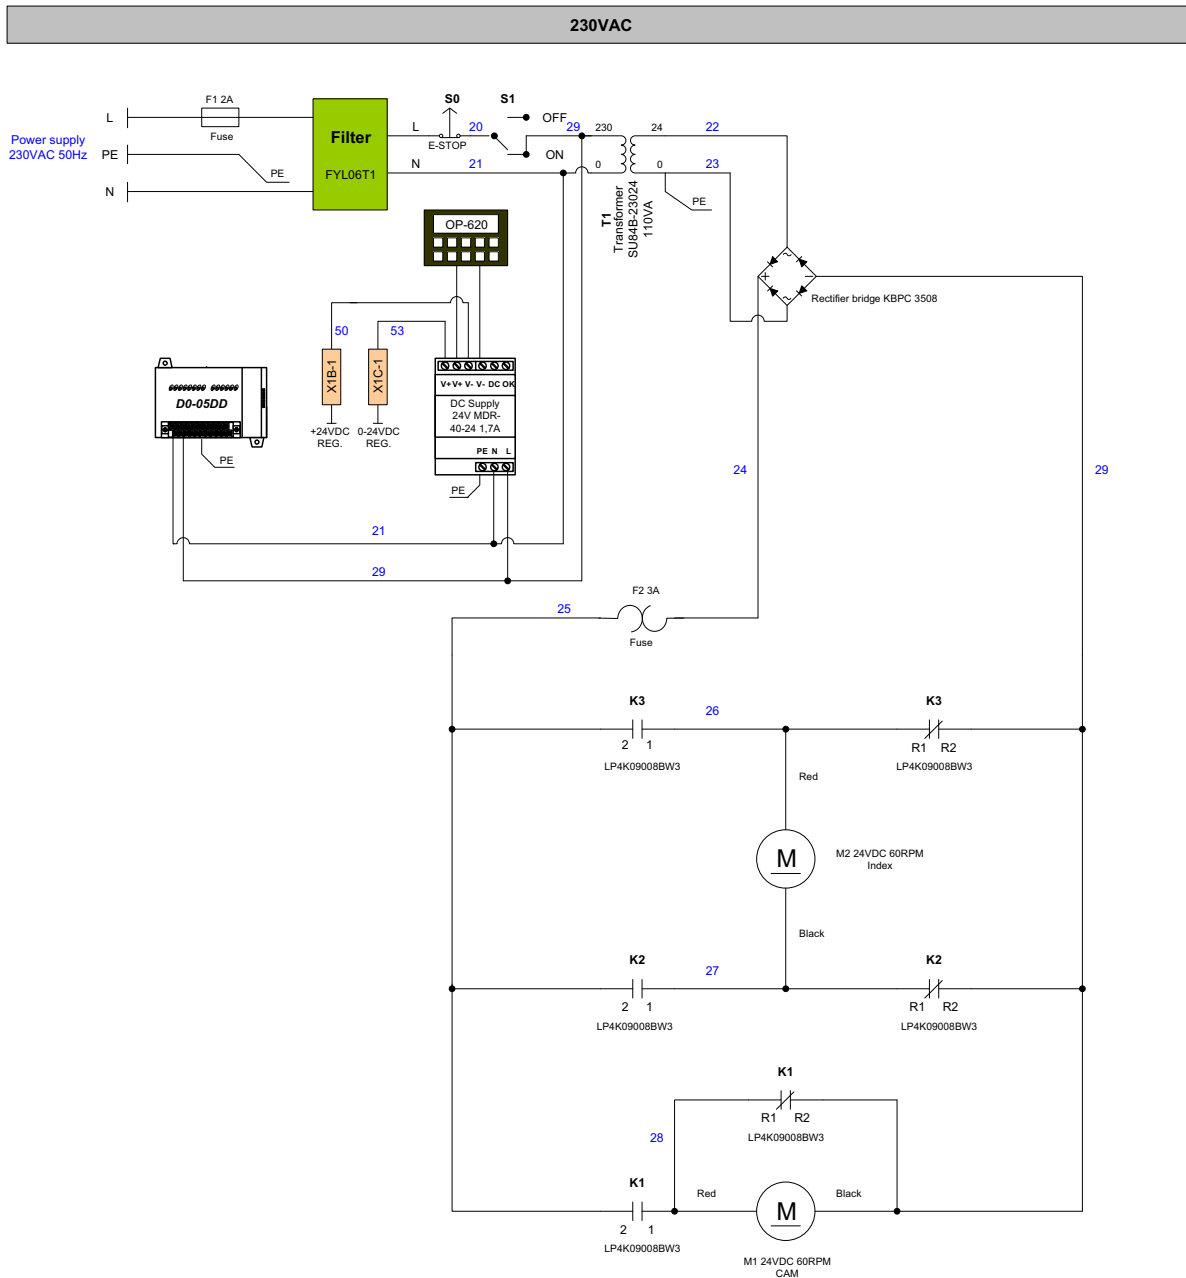 230VAC
F1 2A
S0
S1
L
OFF
Power supply
230VAC 50Hz
Fuse
Filter
L
20
29
230
24
22
E-STOP
PE
ON
N
21
0
0
23
PE
FYL06T1
N
PE
T1
Transformer
SU84B-23024
110VA
OP-620
~
+
−
~
Rectifier bridge KBPC 3508
50
53
X1B-1
X1C-1
D0-05DD
V+ V+ V- V- DC OK
DC Supply
24V MDR-
40-24 1,7A
+24VDC
REG.
0-24VDC
REG.
PE N L
PE
PE
24
29
21
29
F2 3A
25
Fuse
K3
26
K3
2 1
R1 R2
LP4K09008BW3
LP4K09008BW3
Red
M
M2 24VDC 60RPM
Index
Black
K2
27
K2
2 1
R1 R2
LP4K09008BW3
LP4K09008BW3
K1
R1 R2
28
LP4K09008BW3
K1
Red
Black
M
2 1
LP4K09008BW3
M1 24VDC 60RPM
CAM